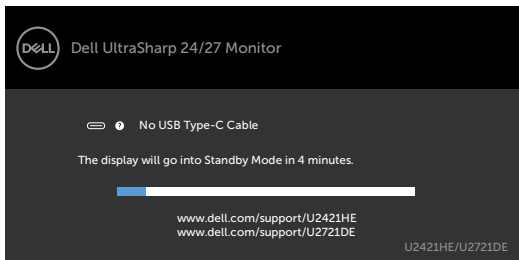 DELL Dell UltraSharp 24/27 Monitor
? No USB Type-C Cable
The display will go into Standby Mode in 4 minutes.
www.dell.com/support/U2421HE
www.dell.com/support/U2721DE
U2421HE/U2721DE